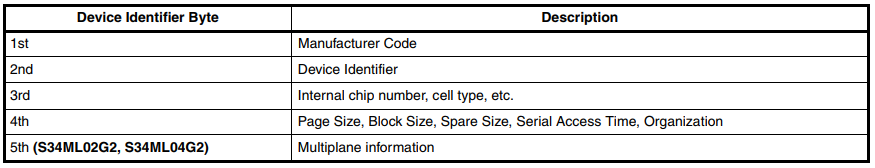 Device Identifier Byte Description
1st Manufacturer Code
2nd Device Identifier
3rd Internal chip number, cell type, etc.
4th Page Size, Block Size, Spare Size, Serial Access Time, Organization
5th (S34ML02G2, S34ML04G2) Multiplane information